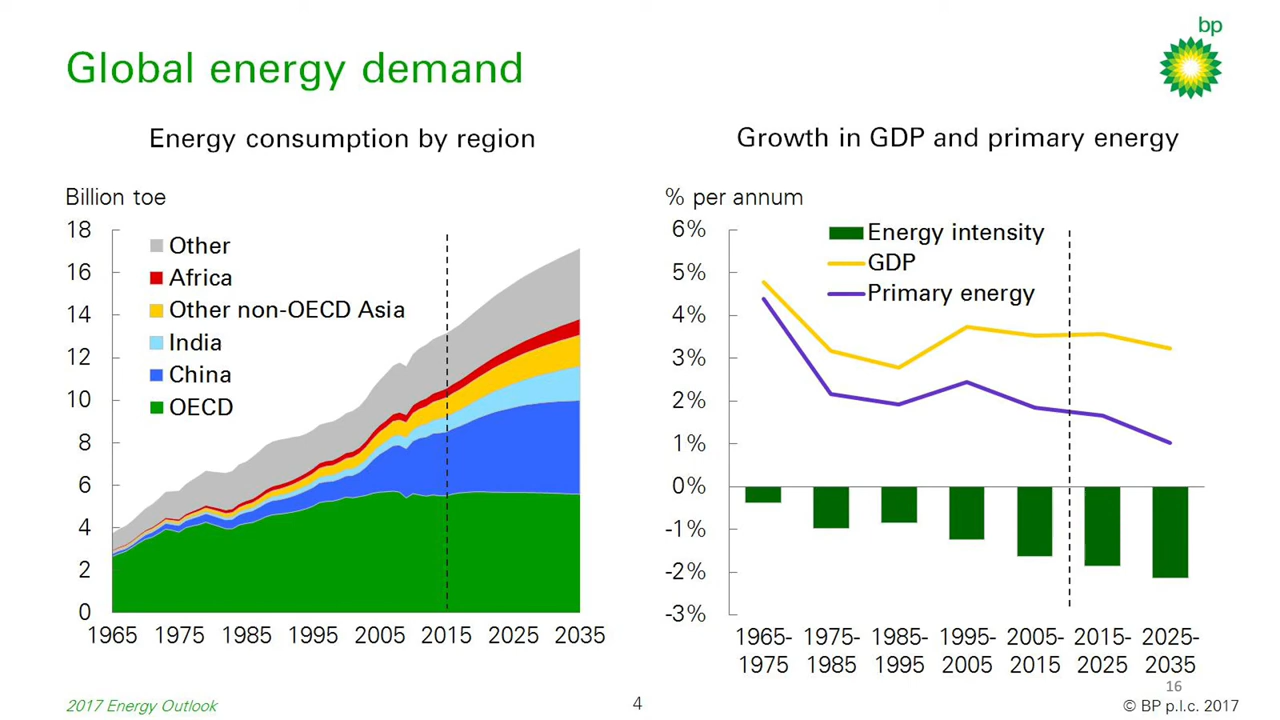 bp
Global energy demand
Energy consumption by region
Billion toe
18
16
14
12
10
8
6
4
2
0
Other
Africa
Other non-OECD Asia
India
China
OECD
1965 1975 1985 1995 2005 2015 2025 2035
Growth in GDP and primary energy
% per annum
6%
5%
4%
3%
2%
1%
0%
-1%
-2%
-3%
Energy intensity
GDP
Primary energy
1965- 1975- 1985- 1995- 2005- 2015- 2025-
1975 1985 1995 2005 2015 2025 2035
16
2017 Energy Outlook
4
© BP p.l.c. 2017